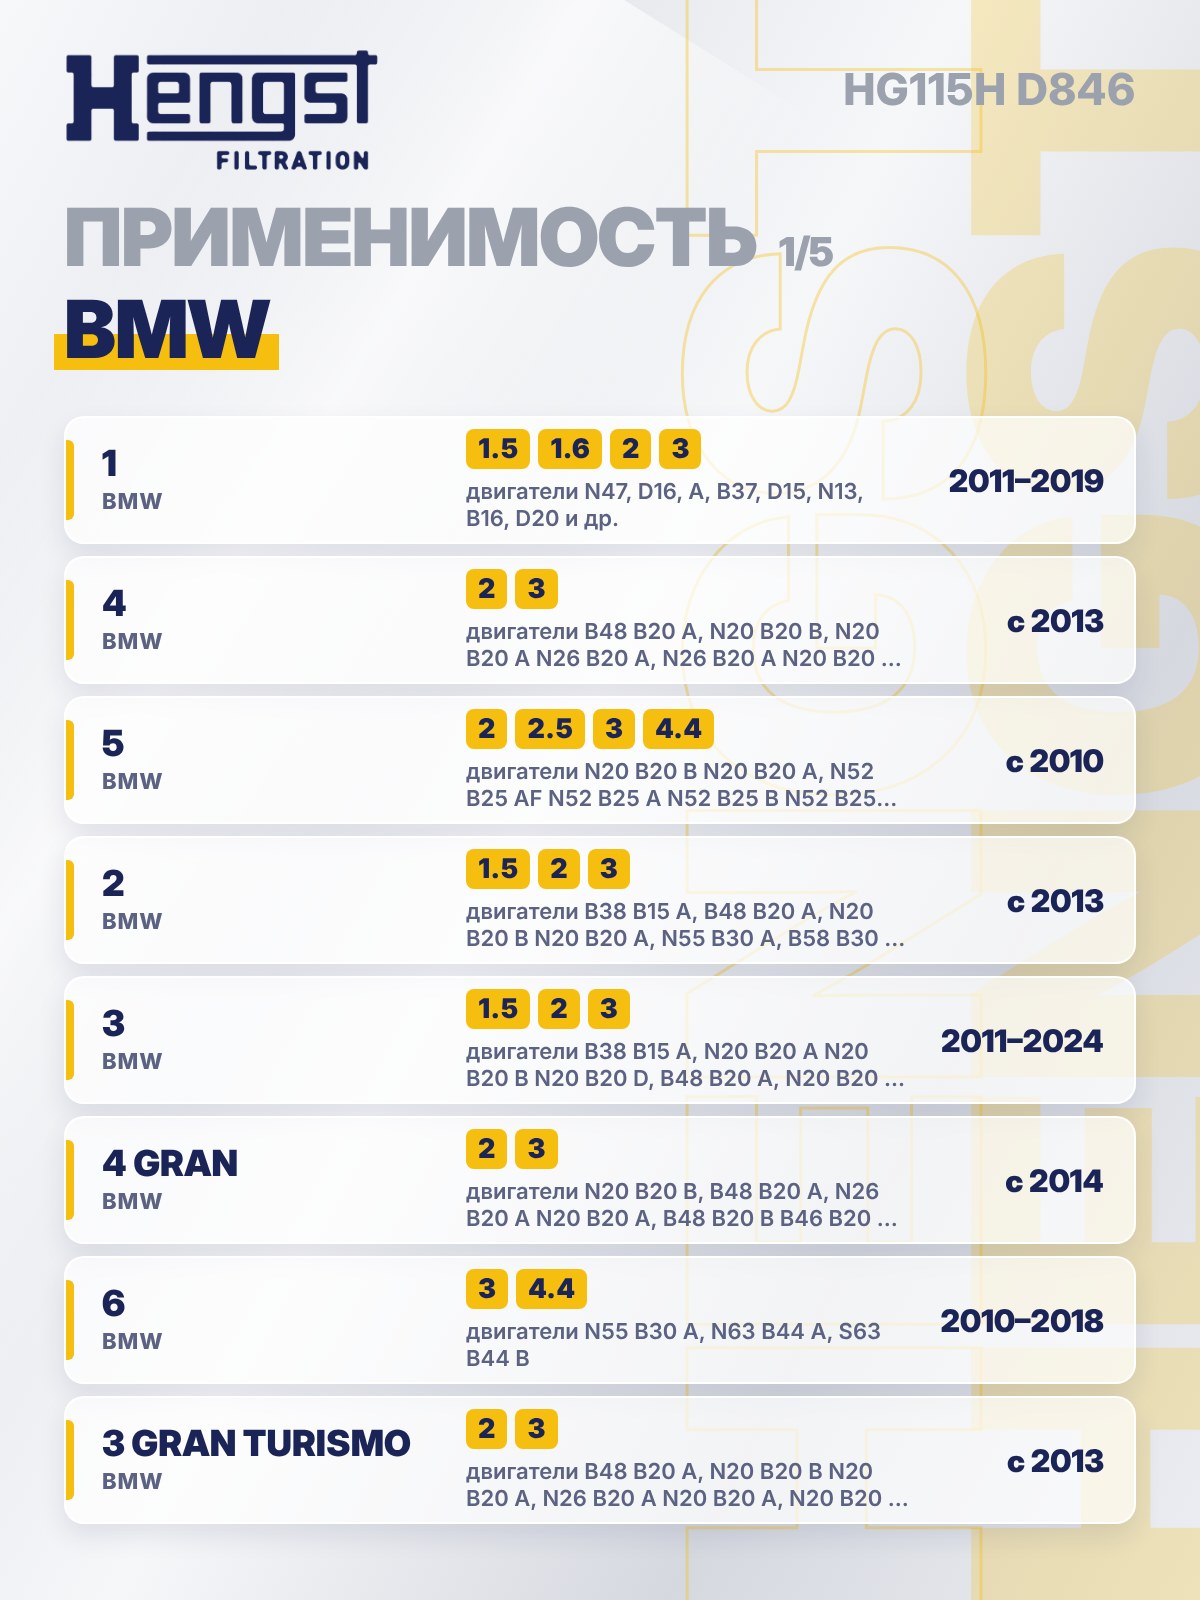 Hengst
FILTRATION
HG115H D846
ПРИМЕНИМОСТЬ 1/5
BMW
1
BMW
1.5 1.6 2 3
двигатели N47, D16, A, B37, D15, N13,
B16, D20 и др.
2011–2019
4
BMW
2 3
двигатели B48 B20 A, N20 B20 B, N20
B20 A N26 B20 A, N26 B20 A N20 B20 ...
с 2013
5
BMW
2 2.5 3 4.4
двигатели N20 B20 B N20 B20 A, N52
B25 AF N52 B25 A N52 B25 B N52 B25...
с 2010
2
BMW
1.5 2 3
двигатели B38 B15 A, B48 B20 A, N20
B20 B N20 B20 A, N55 B30 A, B58 B30 ...
с 2013
3
BMW
1.5 2 3
двигатели B38 B15 A, N20 B20 A N20
B20 B N20 B20 D, B48 B20 A, N20 B20 ...
2011–2024
4 GRAN
BMW
2 3
двигатели N20 B20 B, B48 B20 A, N26
B20 A N20 B20 A, B48 B20 B B46 B20 ...
с 2014
6
BMW
3 4.4
двигатели N55 B30 A, N63 B44 A, S63
B44 B
2010–2018
3 GRAN TURISMO
BMW
2 3
двигатели B48 B20 A, N20 B20 B N20
B20 A, N26 B20 A N20 B20 A, N20 B20 ...
с 2013
HENGST
HENGST